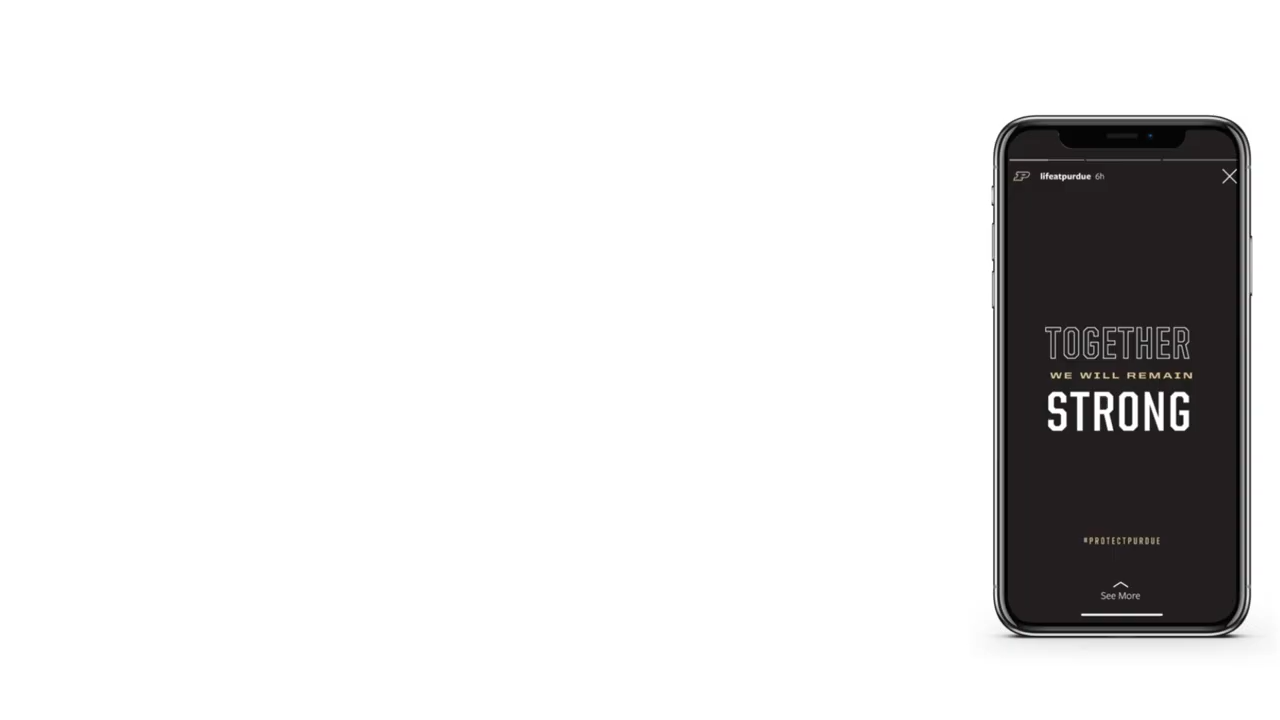 lifeatpurdue 6h
TOGETHER
WE WILL REMAIN
STRONG
#PROTECTPURDUE
See More